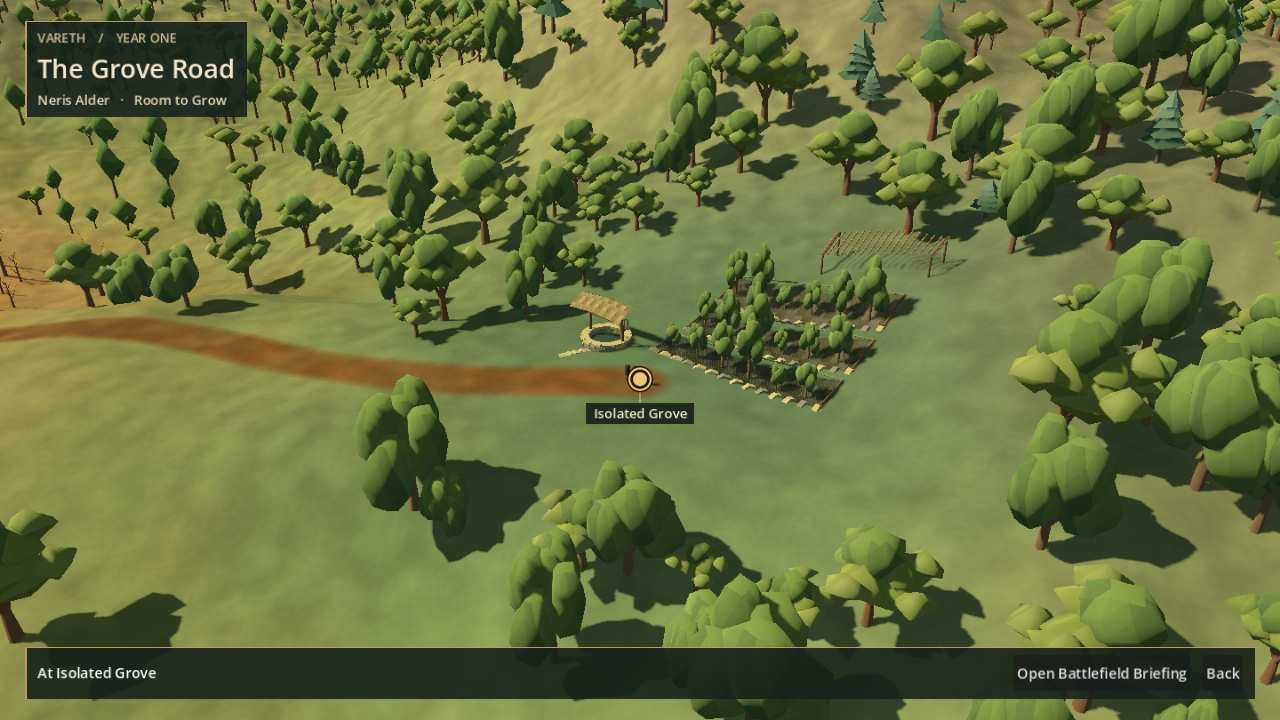 VARETH / YEAR ONE
The Grove Road
Neris Alder · Room to Grow
Isolated Grove
At Isolated Grove
Open Battlefield Briefing
Back